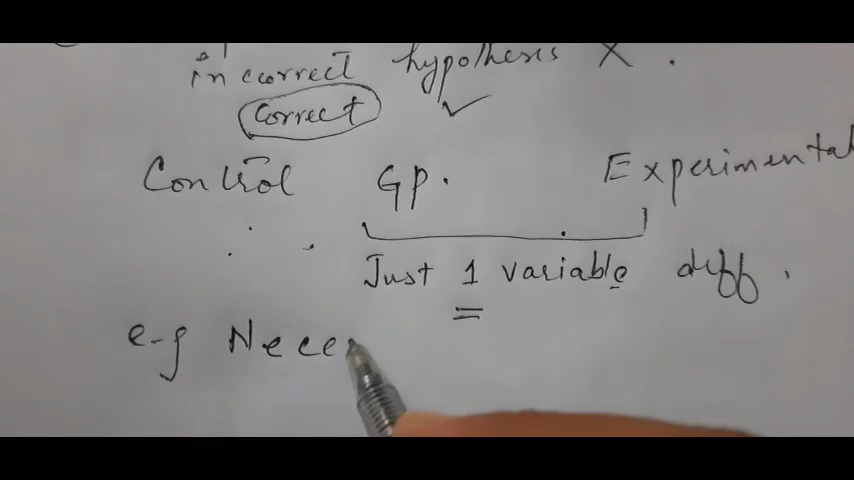 incorrect hypothesis X .
Correct ✓
Control GP. Experimental
Just 1 variable diff.
e-g Nece